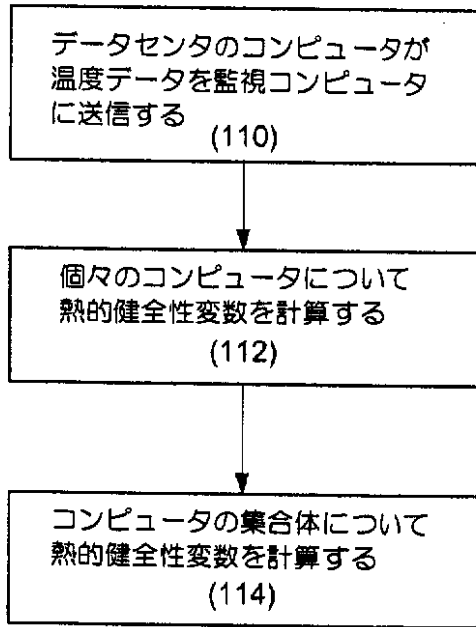 データセンタのコンピュータが
温度データを監視コンピュータ
に送信する
(110)
個々のコンピュータについて
熱的健全性変数を計算する
(112)
コンピュータの集合体について
熱的健全性変数を計算する
(114)